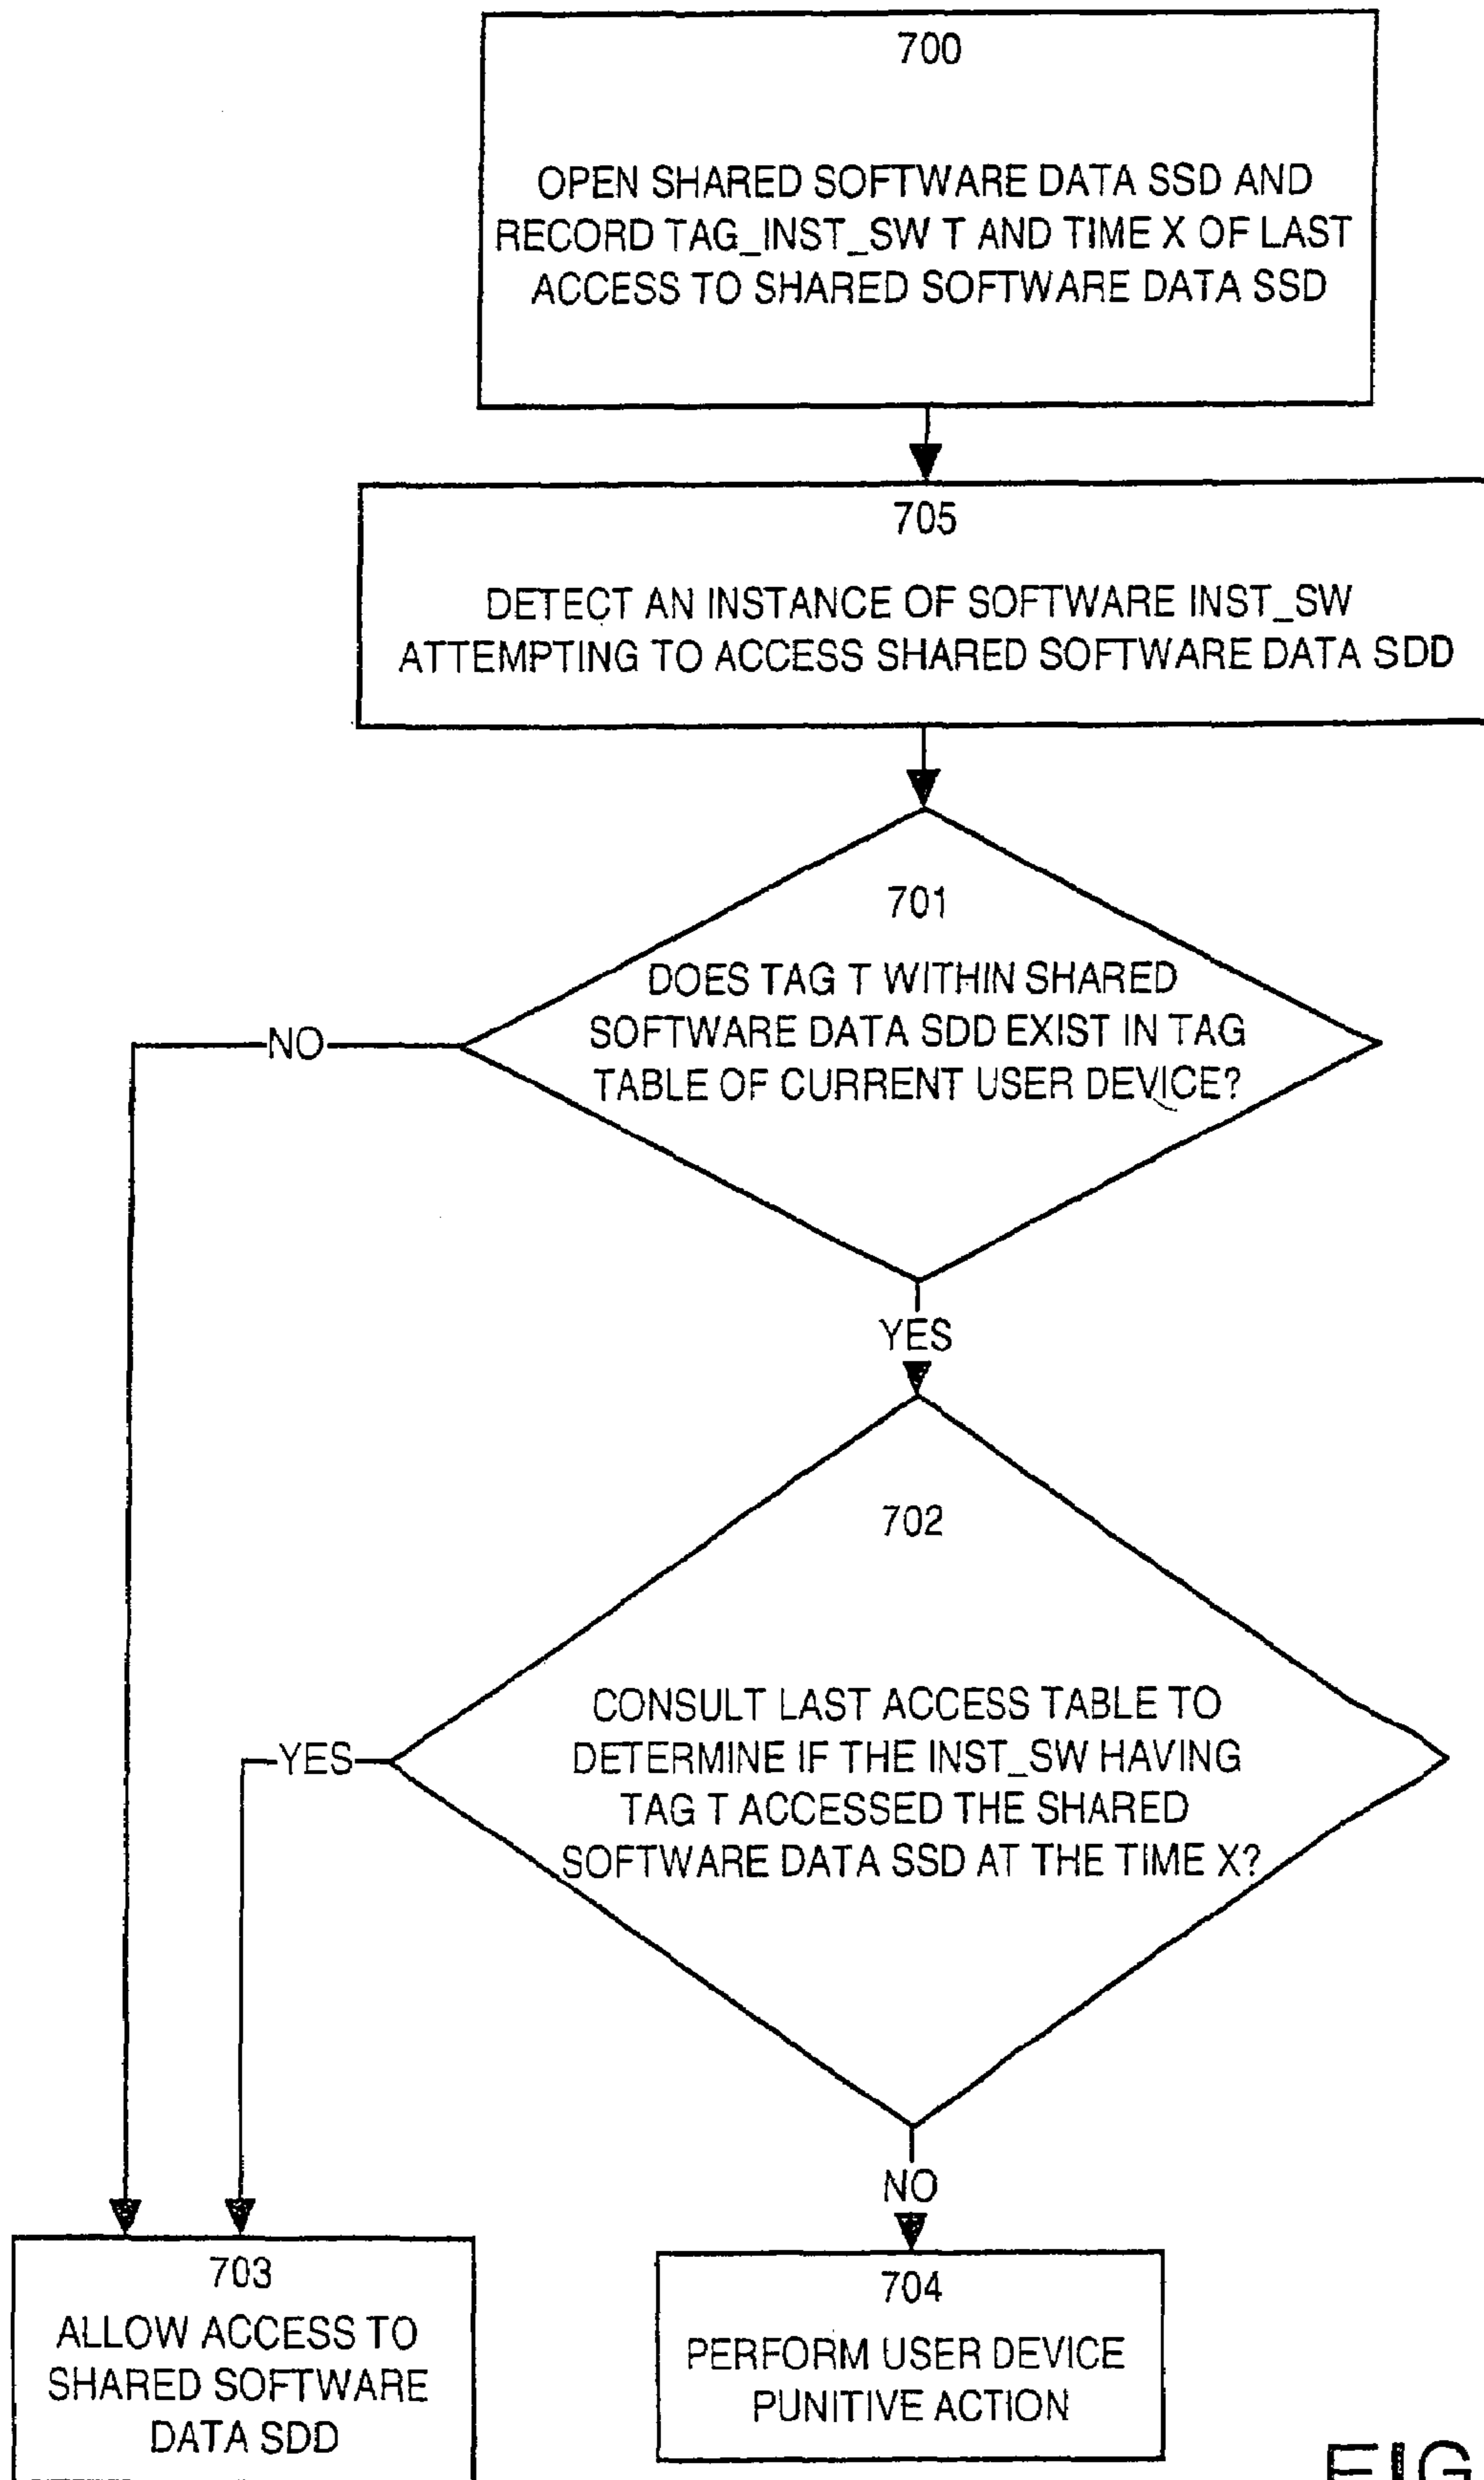 700
OPEN SHARED SOFTWARE DATA SSD AND
RECORD TAG_INST_SW T AND TIME X OF LAST
ACCESS TO SHARED SOFTWARE DATA SSD
705
DETECT AN INSTANCE OF SOFTWARE INST_SW
ATTEMPTING TO ACCESS SHARED SOFTWARE DATA SDD
701
DOES TAG T WITHIN SHARED
SOFTWARE DATA SDD EXIST IN TAG
TABLE OF CURRENT USER DEVICE?
NO
YES
702
CONSULT LAST ACCESS TABLE TO
DETERMINE IF THE INST_SW HAVING
TAG T ACCESSED THE SHARED
SOFTWARE DATA SSD AT THE TIME X?
YES
NO
703
ALLOW ACCESS TO
SHARED SOFTWARE
DATA SDD
704
PERFORM USER DEVICE
PUNITIVE ACTION
FIG